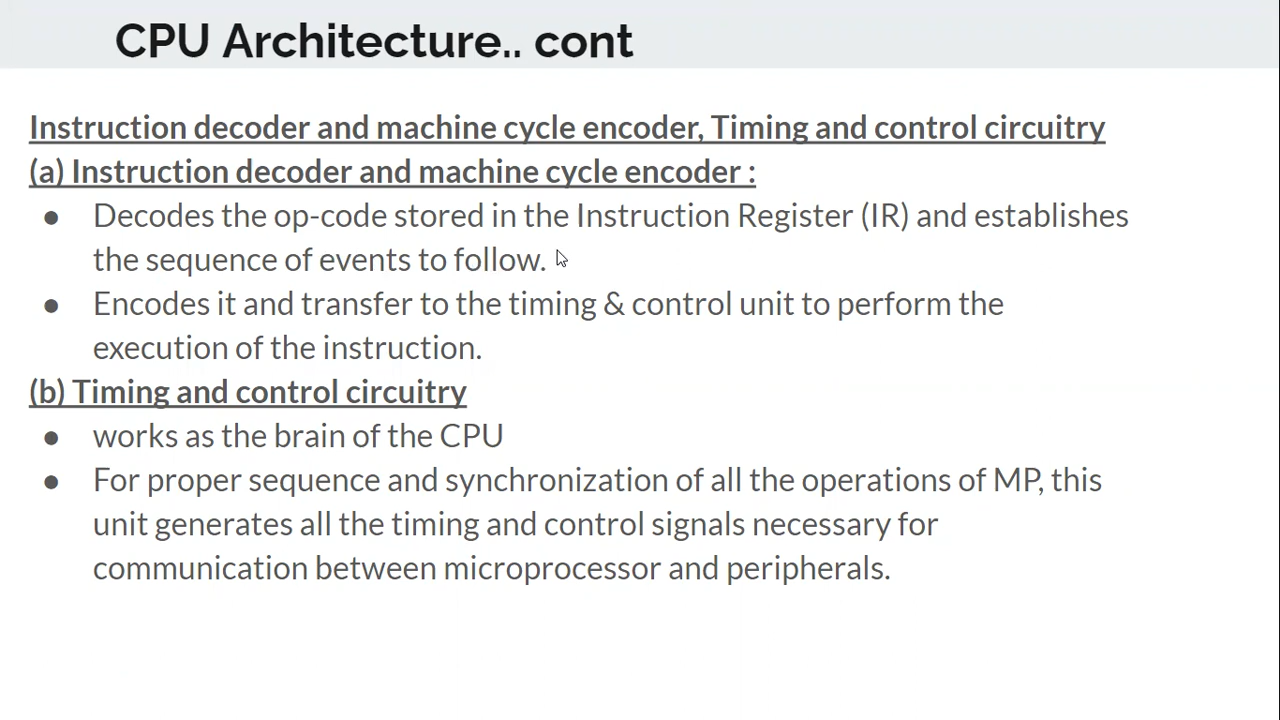 CPU Architecture.. cont
Instruction decoder and machine cycle encoder, Timing and control circuitry
(a) Instruction decoder and machine cycle encoder :
● Decodes the op-code stored in the Instruction Register (IR) and establishes
the sequence of events to follow.
● Encodes it and transfer to the timing & control unit to perform the
execution of the instruction.
(b) Timing and control circuitry
● works as the brain of the CPU
● For proper sequence and synchronization of all the operations of MP, this
unit generates all the timing and control signals necessary for
communication between microprocessor and peripherals.